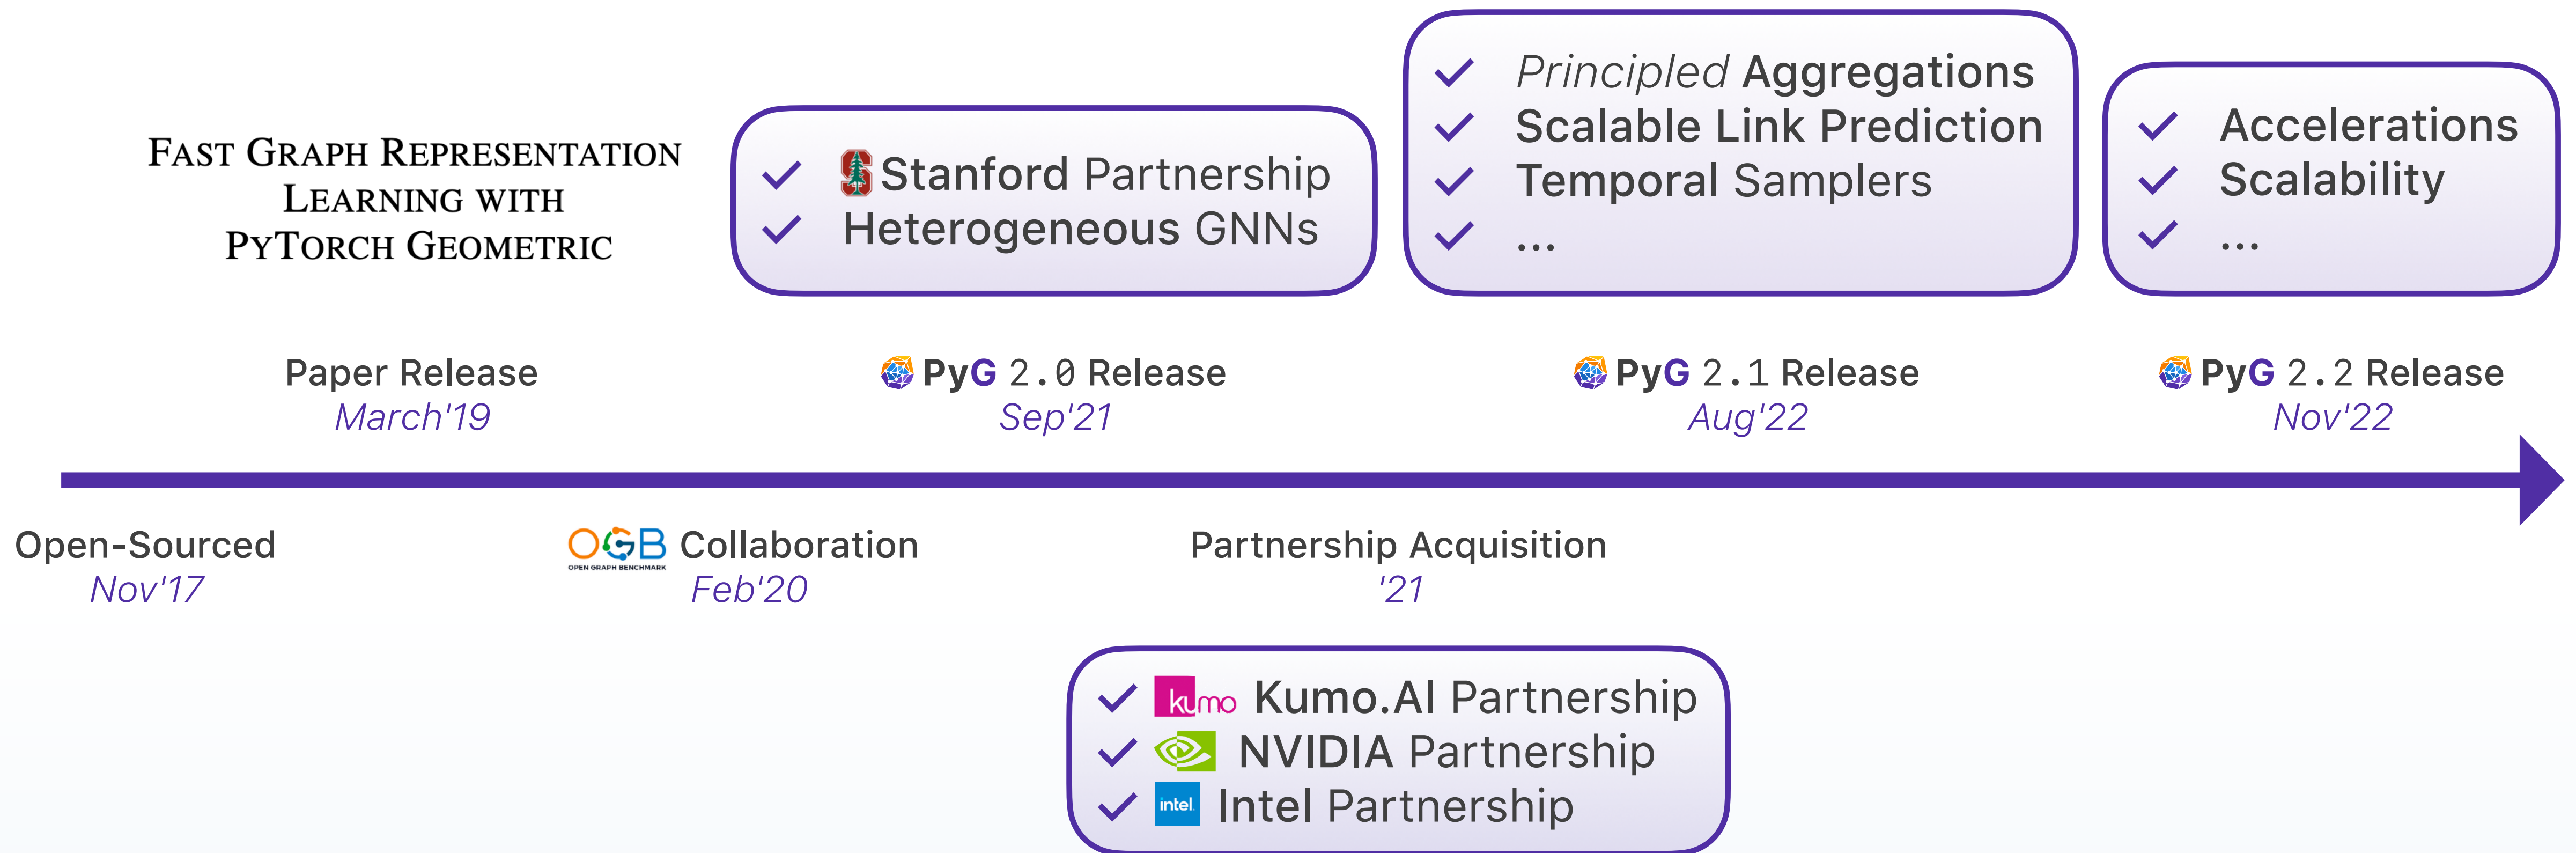 FAST GRAPH REPRESENTATION
LEARNING WITH
PYTORCH GEOMETRIC
Stanford Partnership
Heterogeneous GNNs
Principled Aggregations
Scalable Link Prediction
Temporal Samplers
...
Accelerations
Scalability
...
Paper Release
March'19
PyG 2.0 Release
Sep'21
PyG 2.1 Release
Aug'22
PyG 2.2 Release
Nov'22
Open-Sourced
Nov'17
OGB Collaboration
OPEN GRAPH BENCHMARK
Feb'20
Partnership Acquisition
'21
kumo Kumo.AI Partnership
NVIDIA Partnership
intel. Intel Partnership